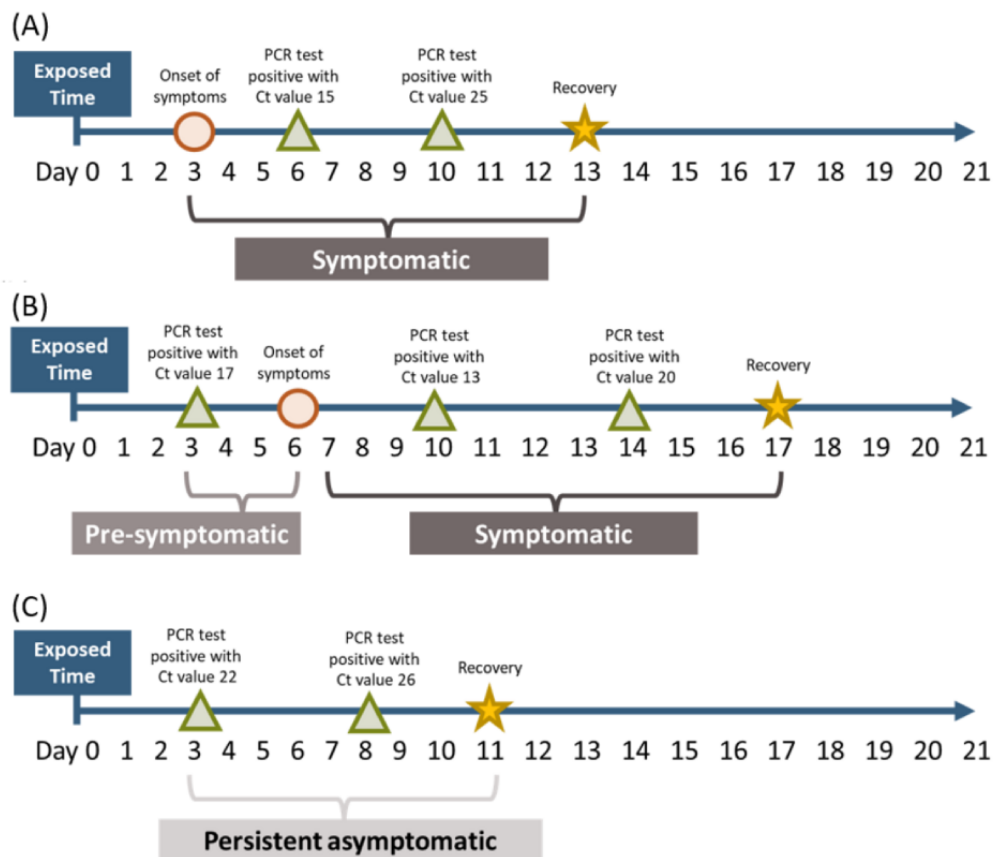 (A)
Exposed
Time
Onset of
symptoms
PCR test
positive with
Ct value 15
PCR test
positive with
Ct value 25
Recovery
Day 0 1 2 3 4 5 6 7 8 9 10 11 12 13 14 15 16 17 18 19 20 21
Symptomatic
(B)
Exposed
Time
PCR test
positive with
Ct value 17
Onset of
symptoms
PCR test
positive with
Ct value 13
PCR test
positive with
Ct value 20
Recovery
Day 0 1 2 3 4 5 6 7 8 9 10 11 12 13 14 15 16 17 18 19 20 21
Pre-symptomatic
Symptomatic
(C)
Exposed
Time
PCR test
positive with
Ct value 22
PCR test
positive with
Ct value 26
Recovery
Day 0 1 2 3 4 5 6 7 8 9 10 11 12 13 14 15 16 17 18 19 20 21
Persistent asymptomatic